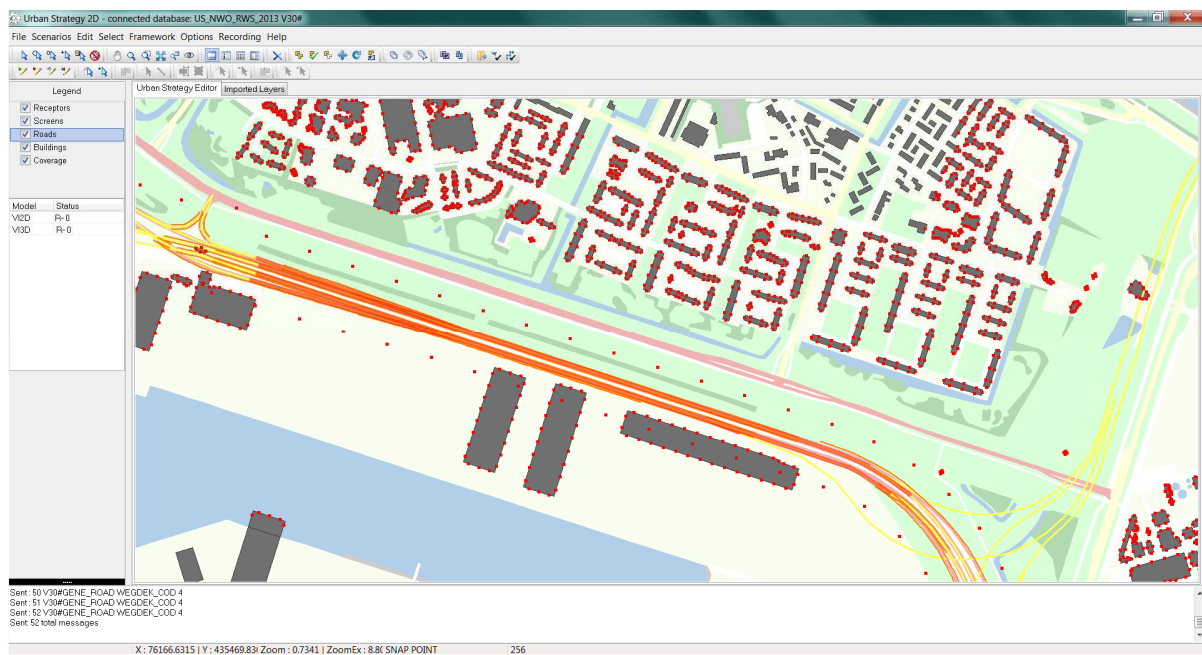 Urban Strategy 2D - connected database: US_NWO_RWS_2013 V30#
File Scenarios Edit Select Framework Options Recording Help
Legend
Urban Strategy Editor
Imported Layers
Receptors
Screens
Roads
Buildings
Coverage
Model Status
VI2D R- 0
VI3D R- 0
Sent: 50 V30#GENE_ROAD WEGDEK_COD 4
Sent: 51 V30#GENE_ROAD WEGDEK_COD 4
Sent: 52 V30#GENE_ROAD WEGDEK_COD 4
Sent: 52 total messages
X : 76166.6315 | Y : 435469.83 Zoom : 0.7341 | ZoomEx : 8.8 SNAP POINT 256